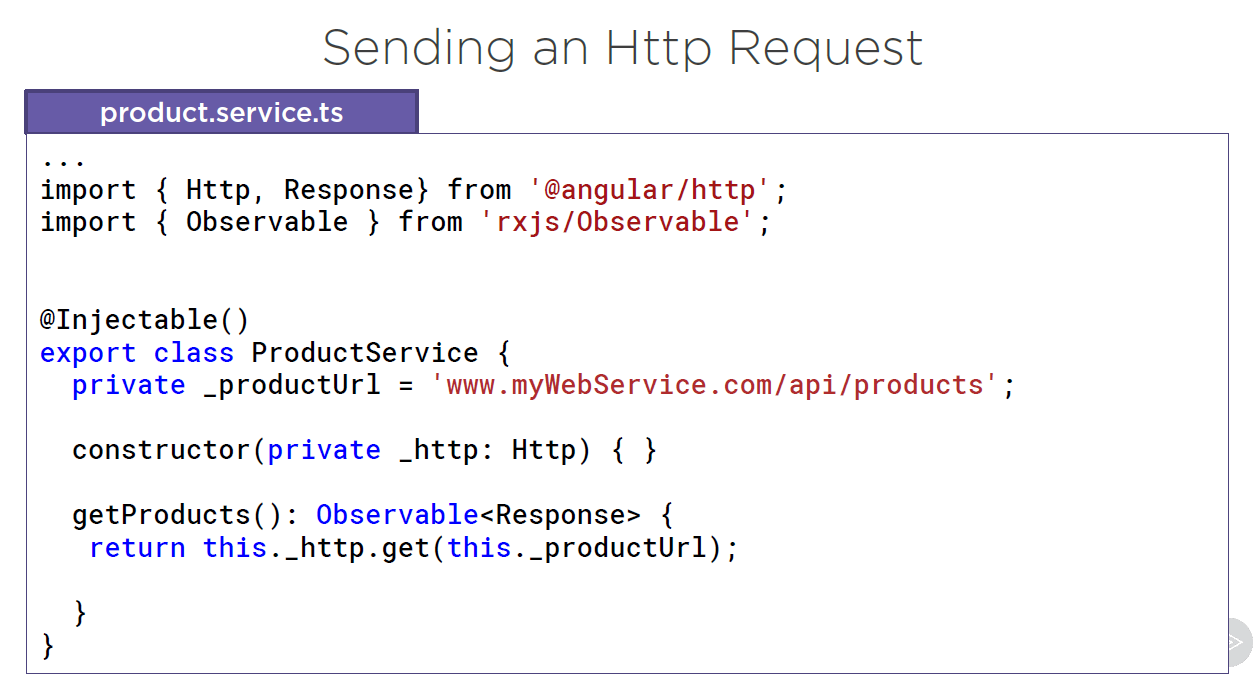 Sending an Http Request
product.service.ts
...
import { Http, Response} from '@angular/http';
import { Observable } from 'rxjs/Observable';
@Injectable()
export class ProductService {
private _productUrl = 'www.myWebService.com/api/products';
constructor(private _http: Http) { }
getProducts(): Observable<Response> {
return this._http.get(this._productUrl);
}
}